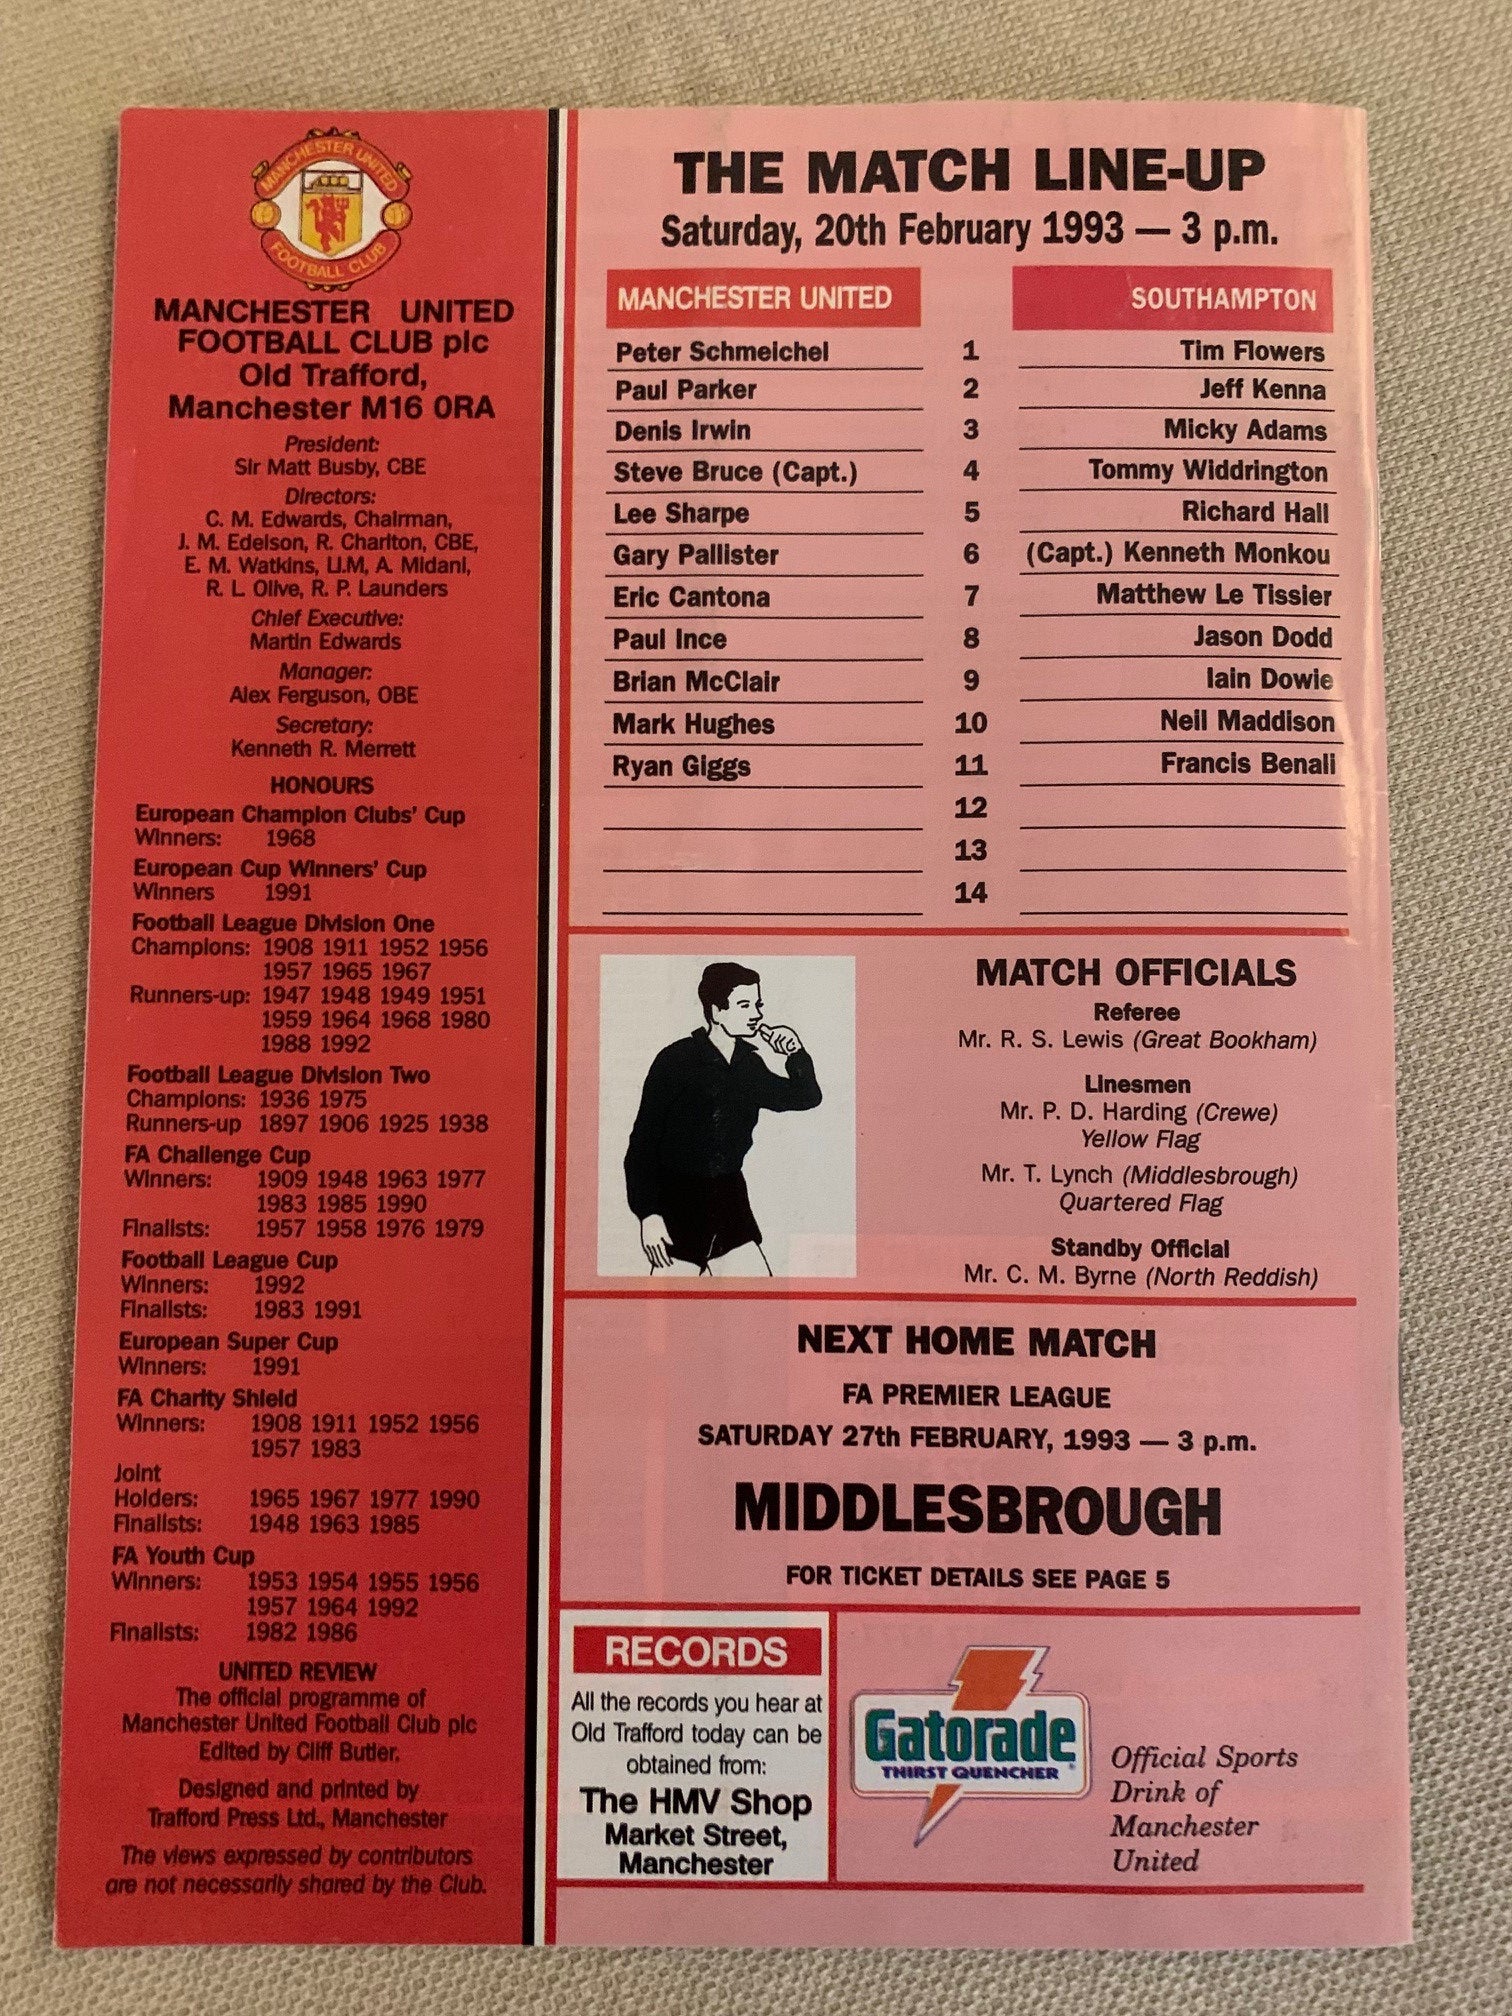 MANCHESTER UNITED
FOOTBALL CLUB
MANCHESTER UNITED
FOOTBALL CLUB plc
Old Trafford,
Manchester M16 0RA
President:
Sir Matt Busby, CBE
Directors:
C. M. Edwards, Chairman,
J. M. Edelson, R. Charlton, CBE,
E. M. Watkins, LI.M, A. Midani,
R. L. Olive, R. P. Launders
Chief Executive:
Martin Edwards
Manager:
Alex Ferguson, OBE
Secretary:
Kenneth R. Merrett
HONOURS
European Champion Clubs' Cup
Winners: 1968
European Cup Winners' Cup
Winners 1991
Football League Division One
Champions: 1908 1911 1952 1956
1957 1965 1967
Runners-up: 1947 1948 1949 1951
1959 1964 1968 1980
1988 1992
Football League Division Two
Champions: 1936 1975
Runners-up 1897 1906 1925 1938
FA Challenge Cup
Winners: 1909 1948 1963 1977
1983 1985 1990
Finalists: 1957 1958 1976 1979
Football League Cup
Winners: 1992
Finalists: 1983 1991
European Super Cup
Winners: 1991
FA Charity Shield
Winners: 1908 1911 1952 1956
1957 1983
Joint
Holders: 1965 1967 1977 1990
Finalists: 1948 1963 1985
FA Youth Cup
Winners: 1953 1954 1955 1956
1957 1964 1992
Finalists: 1982 1986
UNITED REVIEW
The official programme of
Manchester United Football Club plc
Edited by Cliff Butler.
Designed and printed by
Trafford Press Ltd., Manchester
The views expressed by contributors
are not necessarily shared by the Club.
THE MATCH LINE-UP
Saturday, 20th February 1993 — 3 p.m.
MANCHESTER UNITED SOUTHAMPTON
Peter Schmeichel 1 Tim Flowers
Paul Parker 2 Jeff Kenna
Denis Irwin 3 Micky Adams
Steve Bruce (Capt.) 4 Tommy Widdrington
Lee Sharpe 5 Richard Hall
Gary Pallister 6 (Capt.) Kenneth Monkou
Eric Cantona 7 Matthew Le Tissier
Paul Ince 8 Jason Dodd
Brian McClair 9 Iain Dowie
Mark Hughes 10 Neil Maddison
Ryan Giggs 11 Francis Benali
12
13
14
MATCH OFFICIALS
Referee
Mr. R. S. Lewis (Great Bookham)
Linesmen
Mr. P. D. Harding (Crewe)
Yellow Flag
Mr. T. Lynch (Middlesbrough)
Quartered Flag
Standby Official
Mr. C. M. Byrne (North Reddish)
NEXT HOME MATCH
FA PREMIER LEAGUE
SATURDAY 27th FEBRUARY, 1993 — 3 p.m.
MIDDLESBROUGH
FOR TICKET DETAILS SEE PAGE 5
RECORDS
All the records you hear at
Old Trafford today can be
obtained from:
The HMV Shop
Market Street,
Manchester
Gatorade
THIRST QUENCHER
Official Sports
Drink of
Manchester
United